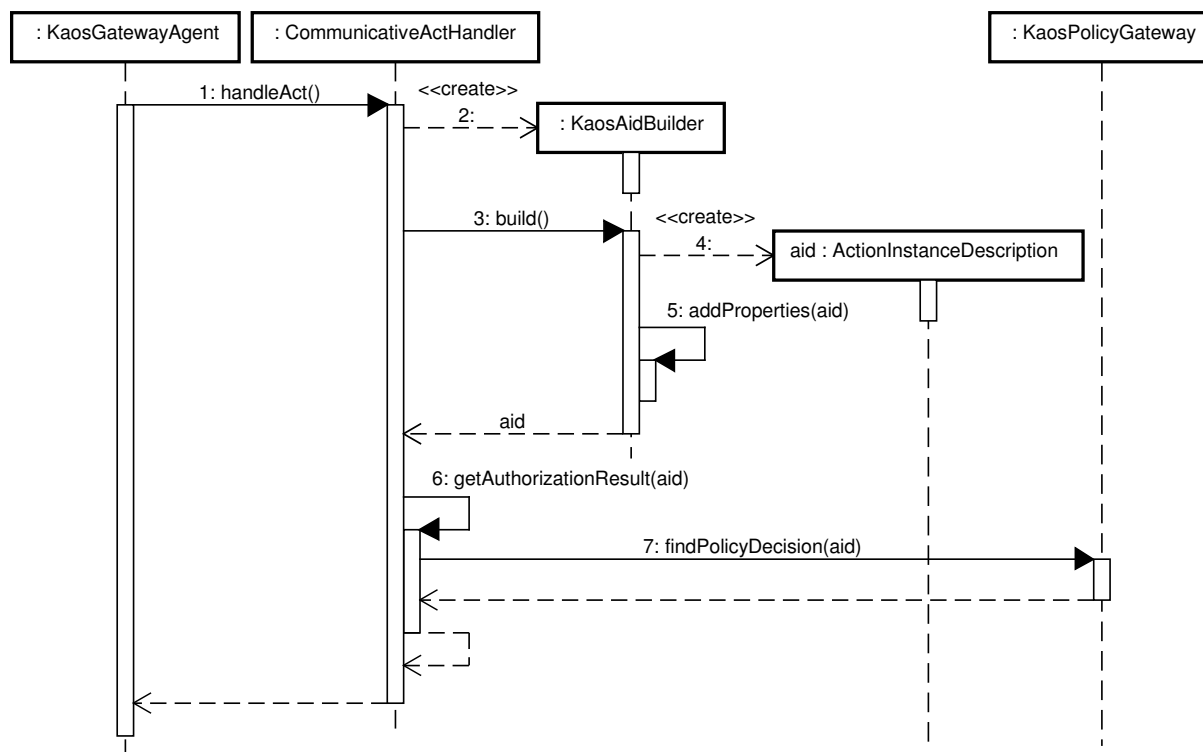 : KaosGatewayAgent
: CommunicativeActHandler
: KaosPolicyGateway
1: handleAct()
<<create>>
2:
: KaosAidBuilder
3: build()
<<create>>
4:
aid : ActionInstanceDescription
5: addProperties(aid)
aid
6: getAuthorizationResult(aid)
7: findPolicyDecision(aid)